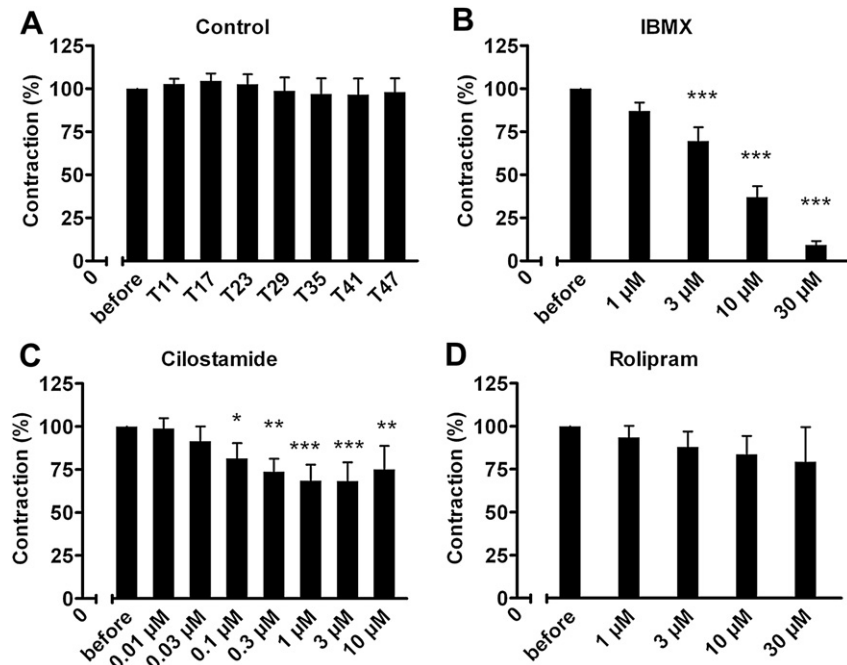 A
Control
Contraction (%)
125
100
75
50
25
0
0
before
T11
T17
T23
T29
T35
T41
T47
B
IBMX
Contraction (%)
125
100
75
50
25
0
0
***
***
***
before
1 µM
3 µM
10 µM
30 µM
C
Cilostamide
Contraction (%)
125
100
75
50
25
0
0
*
**
***
***
**
before
0.01 µM
0.03 µM
0.1 µM
0.3 µM
1 µM
3 µM
10 µM
D
Rolipram
Contraction (%)
125
100
75
50
25
0
0
before
1 µM
3 µM
10 µM
30 µM